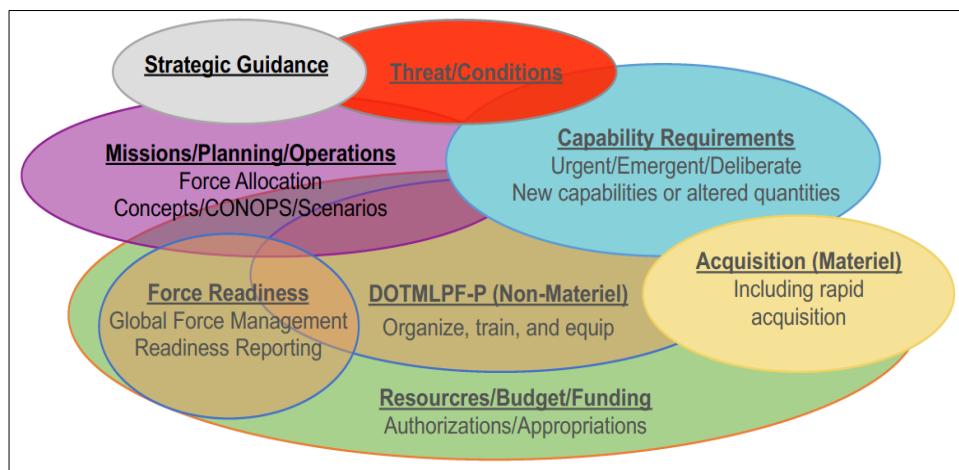 Strategic Guidance
Threat/Conditions
Missions/Planning/Operations
Force Allocation
Concepts/CONOPS/Scenarios
Capability Requirements
Urgent/Emergent/Deliberate
New capabilities or altered quantities
Acquisition (Materiel)
Including rapid
acquisition
Force Readiness
Global Force Management
Readiness Reporting
DOTMLPF-P (Non-Materiel)
Organize, train, and equip
Resources/Budget/Funding
Authorizations/Appropriations